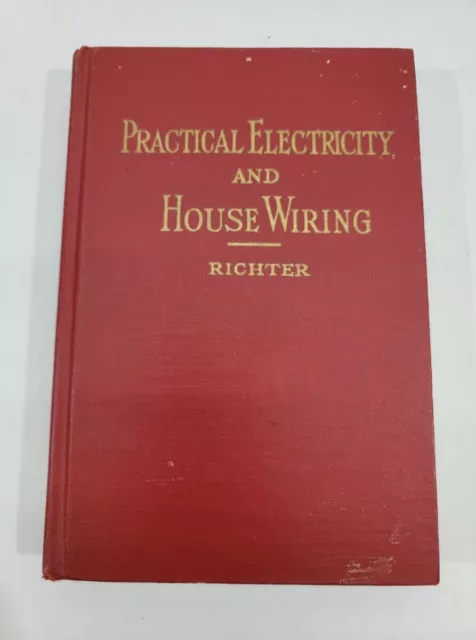 PRACTICAL ELECTRICITY
AND
HOUSE WIRING
RICHTER